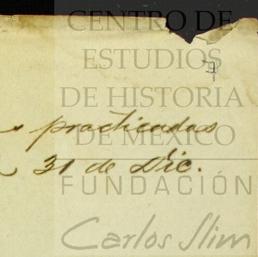 CENTRO DE
ESTUDIOS
DE HISTORIA
DE MEXICO
practicadas
31 de Dic.
FUNDACIÓN
Carlos Slim